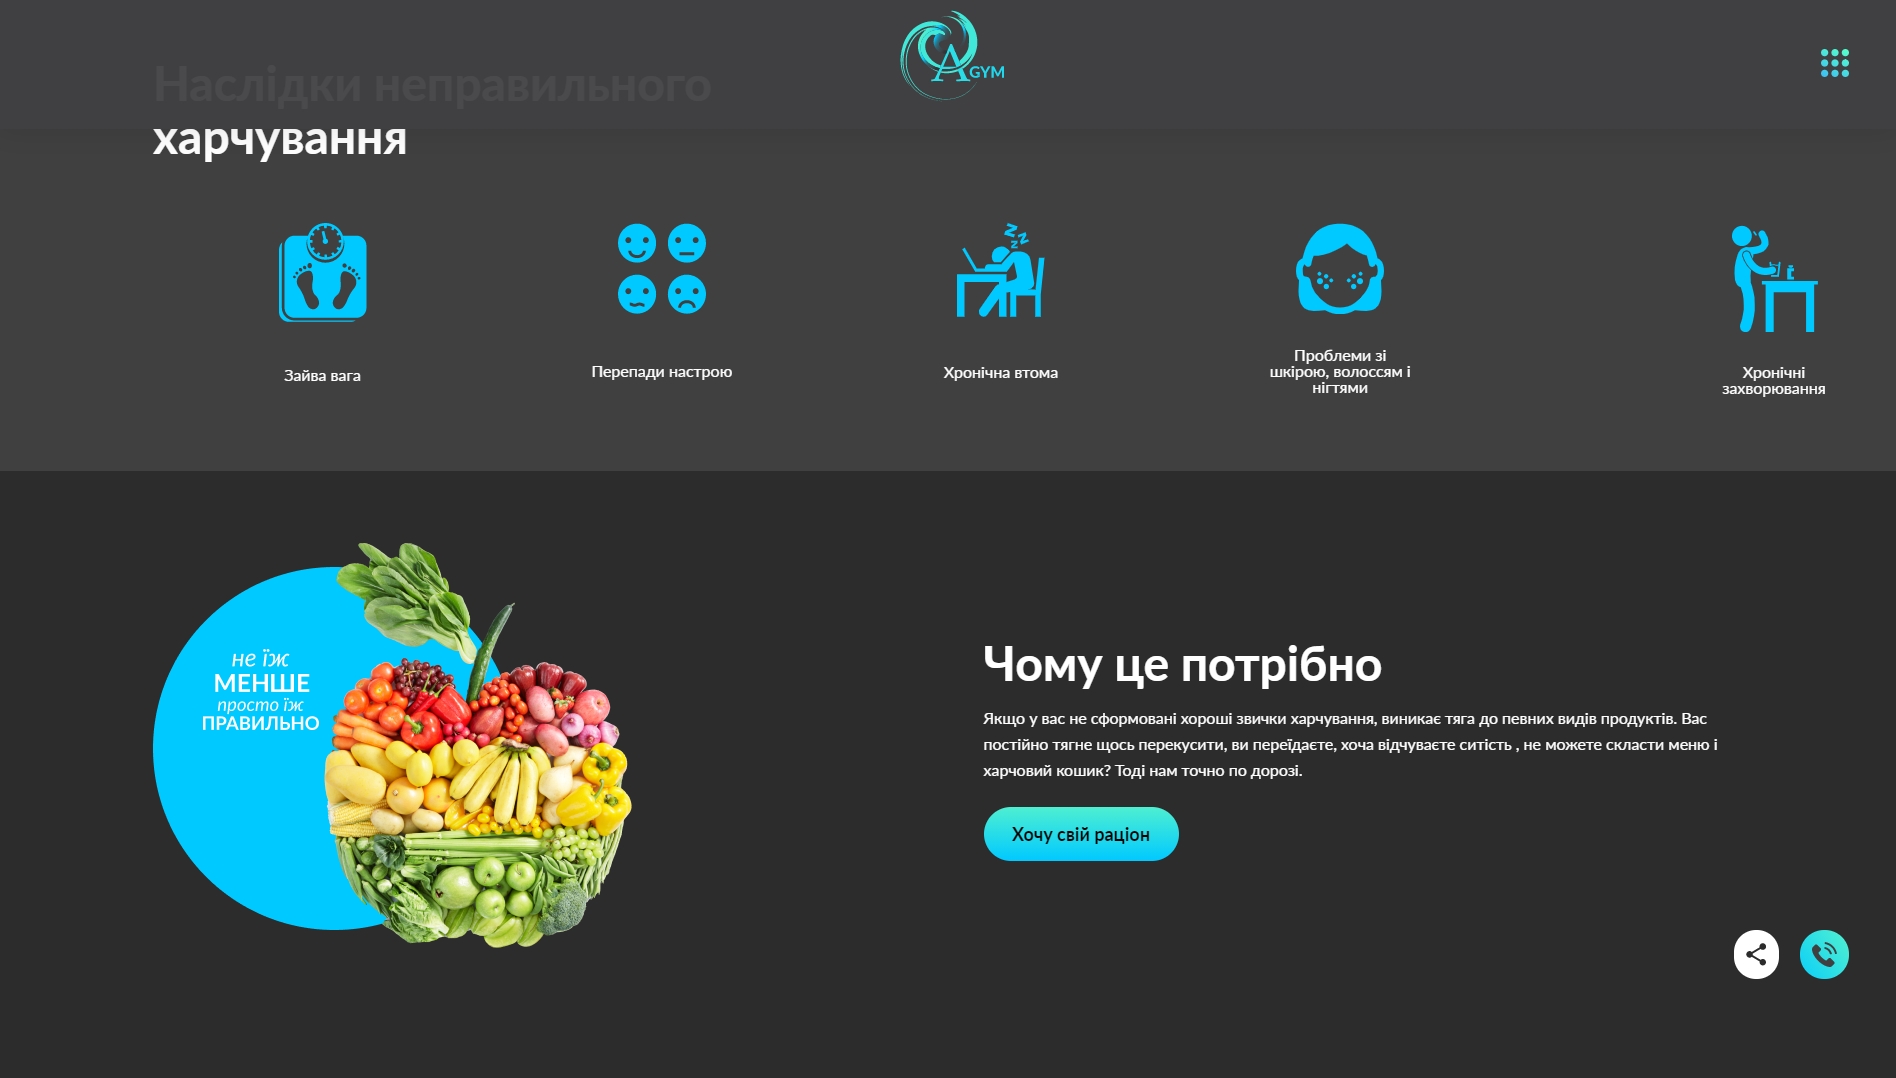 GYM
Наслідки неправильного
харчування
Зайва вага
Перепади настрою
Хронічна втома
Проблеми зі
шкірою, волоссям і
нігтями
Хронічні
захворювання
не їж
МЕНШЕ
просто їж
ПРАВИЛЬНО
Чому це потрібно
Якщо у вас не сформовані хороші звички харчування, виникає тяга до певних видів продуктів. Вас
постійно тягне щось перекусити, ви переїдаєте, хоча відчуваєте ситість , не можете скласти меню і
харчовий кошик? Тоді нам точно по дорозі.
Хочу свій раціон